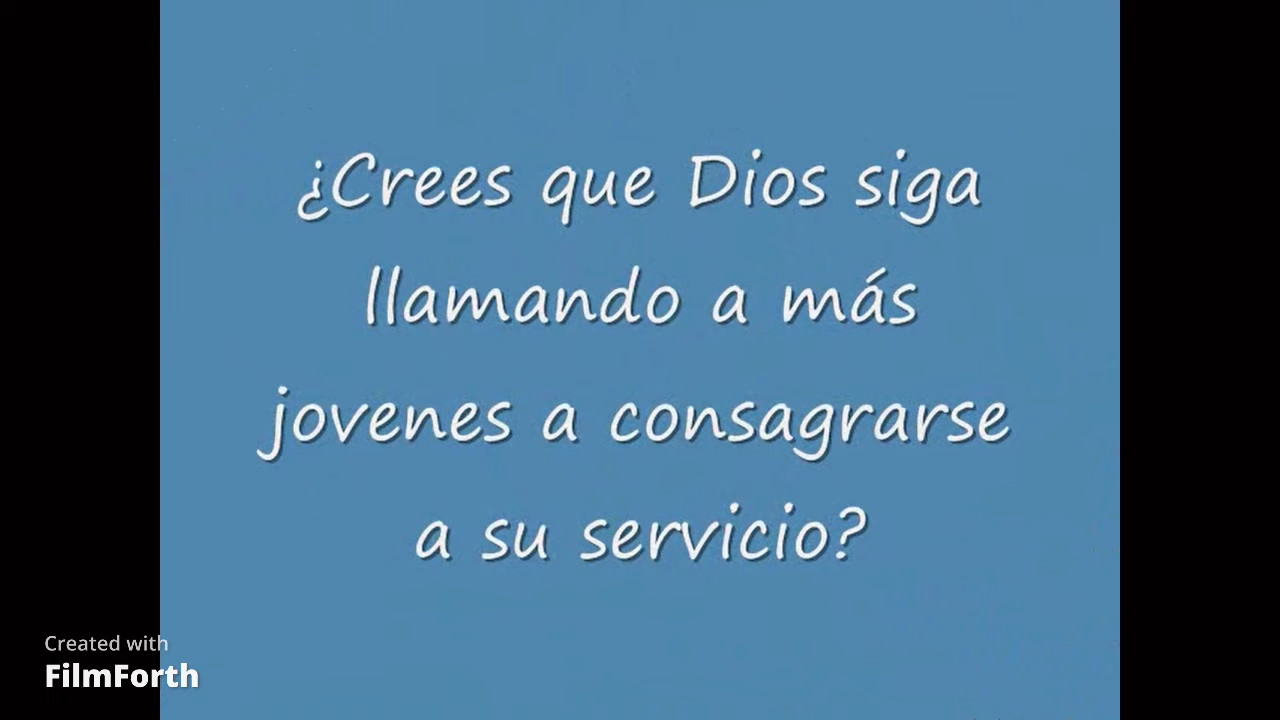 ¿Crees que Dios siga
llamando a más
jovenes a consagrarse
a su servicio?
Created with
FilmForth